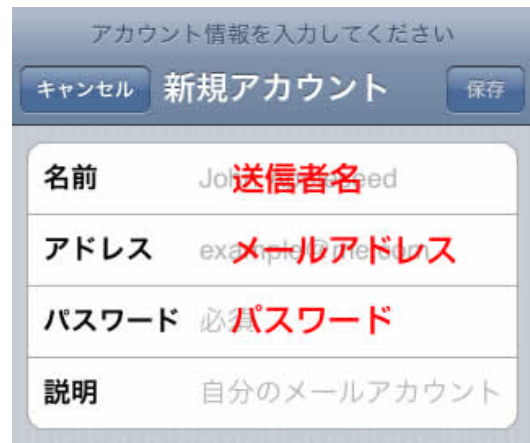 アカウント情報を入力してください
キャンセル 新規アカウント 保存
名前 送信者名
アドレス メールアドレス
パスワード 必須 パスワード
説明 自分のメールアカウント